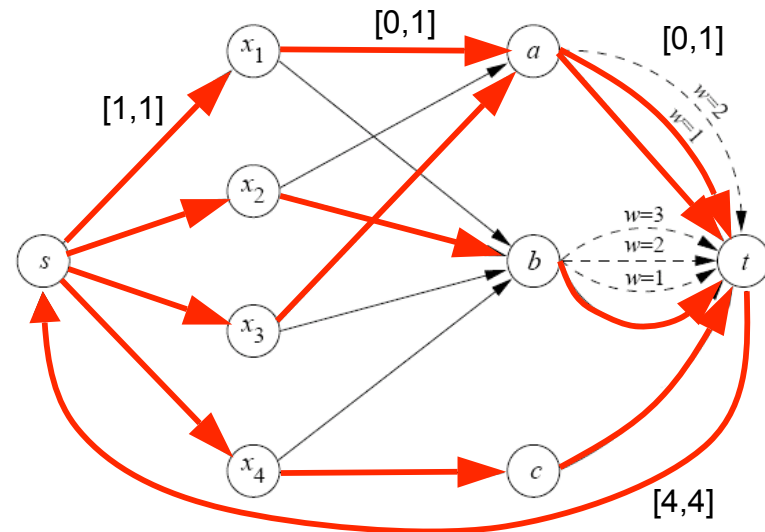 [0,1]
[0,1]
x1
a
[1,1]
w=2
w=1
x2
w=3
s
b
w=2
t
w=1
x3
x4
c
[4,4]